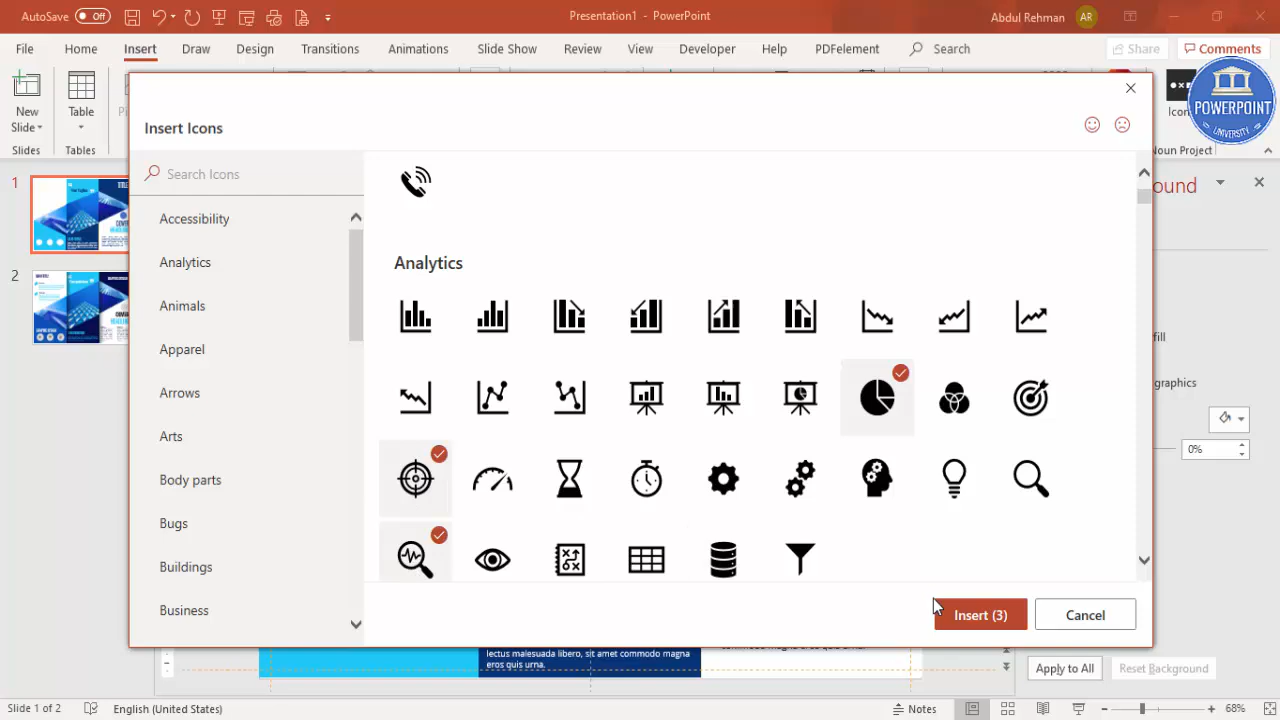 AutoSave Off Presentation1 - PowerPoint Abdul Rehman AR
File Home Insert Draw Design Transitions Animations Slide Show Review View Developer Help PDFelement Search Share Comments
New
Slide
Slides
Table
Tables
Icon
Noun Project
POWERPOINT
UNIVERSITY
Insert Icons
Search Icons
Accessibility
Analytics
Animals
Apparel
Arrows
Arts
Body parts
Bugs
Buildings
Business
Analytics
Insert (3)
Cancel
1
2
ound
fill
graphics
0%
lectus malesuada libero, sit amet commodo magna
eros quis urna.
Apply to All
Reset Background
Slide 1 of 2 English (United States) Notes 68%